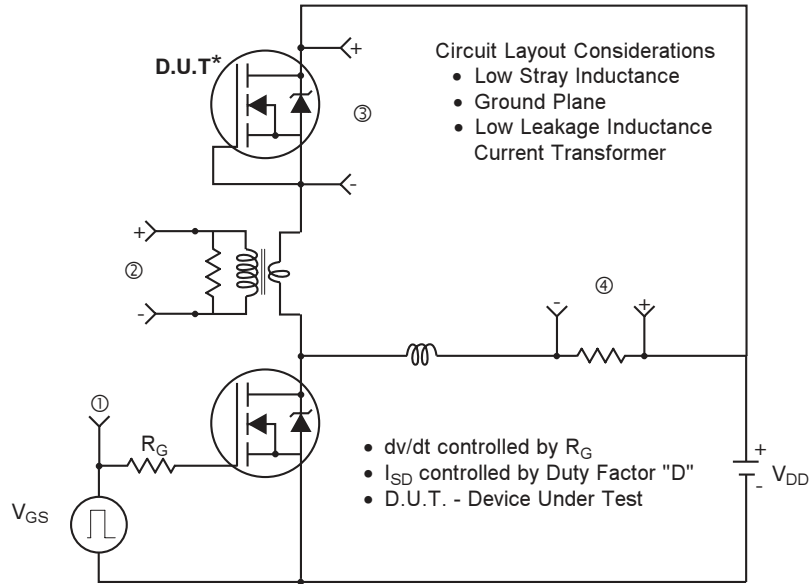 D.U.T*
+
③
-
Circuit Layout Considerations
• Low Stray Inductance
• Ground Plane
• Low Leakage Inductance
Current Transformer
+
②
-
-
④
+
①
R_G
V_GS
• dv/dt controlled by R_G
• I_SD controlled by Duty Factor "D"
• D.U.T. - Device Under Test
+
-
V_DD